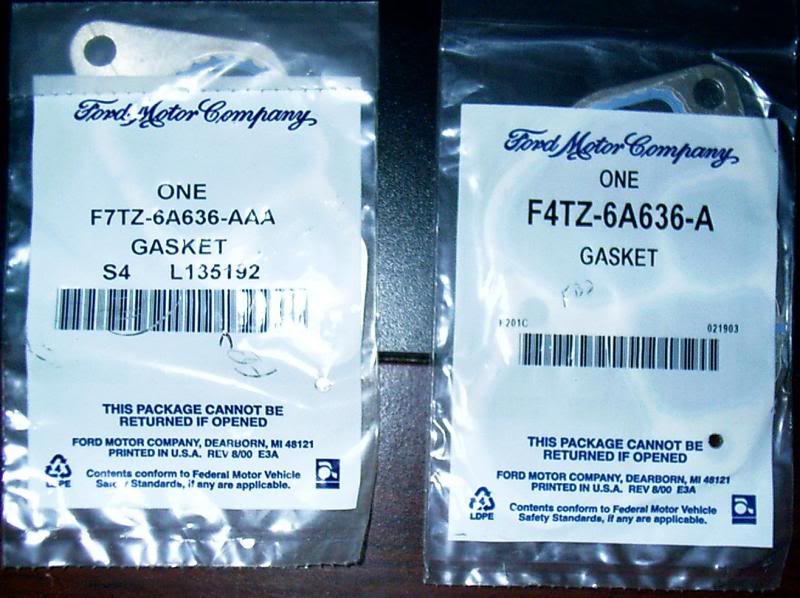 Ford Motor Company
ONE
F7TZ-6A636-AAA
GASKET
S4 L135192
THIS PACKAGE CANNOT BE
RETURNED IF OPENED
FORD MOTOR COMPANY, DEARBORN, MI 48121
PRINTED IN U.S.A. REV 8/00 E3A
Contents conform to Federal Motor Vehicle
Safety Standards, if any are applicable.
4
LDPE
Ford Motor Company
ONE
F4TZ-6A636-A
GASKET
F201C 021903
THIS PACKAGE CANNOT BE
RETURNED IF OPENED
FORD MOTOR COMPANY, DEARBORN, MI 48121
PRINTED IN U.S.A. REV 8/00 E3A
Contents conform to Federal Motor Vehicle
Safety Standards, if any are applicable.
4
LDPE